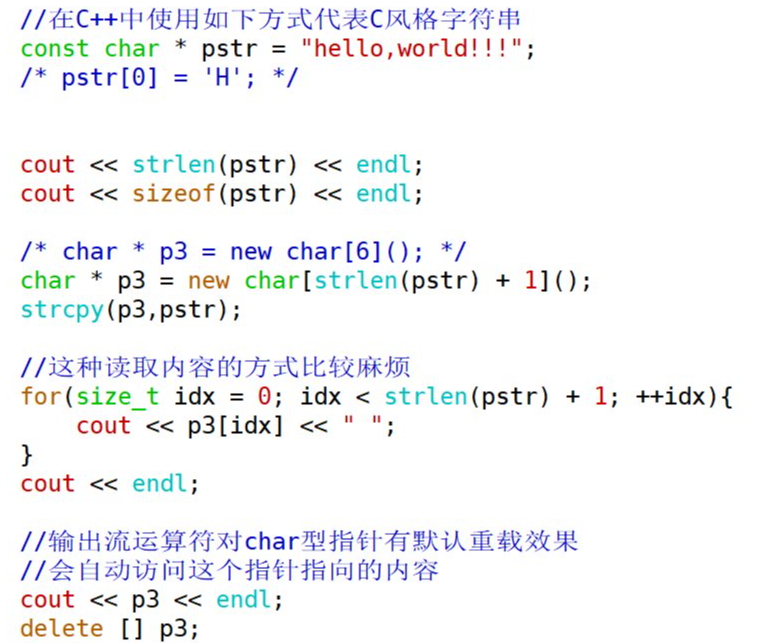 //在C++中使用如下方式代表C风格字符串
const char * pstr = "hello,world!!!";
/* pstr[0] = 'H'; */
cout << strlen(pstr) << endl;
cout << sizeof(pstr) << endl;
/* char * p3 = new char[6](); */
char * p3 = new char[strlen(pstr) + 1]();
strcpy(p3,pstr);
//这种读取内容的方式比较麻烦
for(size_t idx = 0; idx < strlen(pstr) + 1; ++idx){
    cout << p3[idx] << " ";
}
cout << endl;
//输出流运算符对char型指针有默认重载效果
//会自动访问这个指针指向的内容
cout << p3 << endl;
delete [] p3;